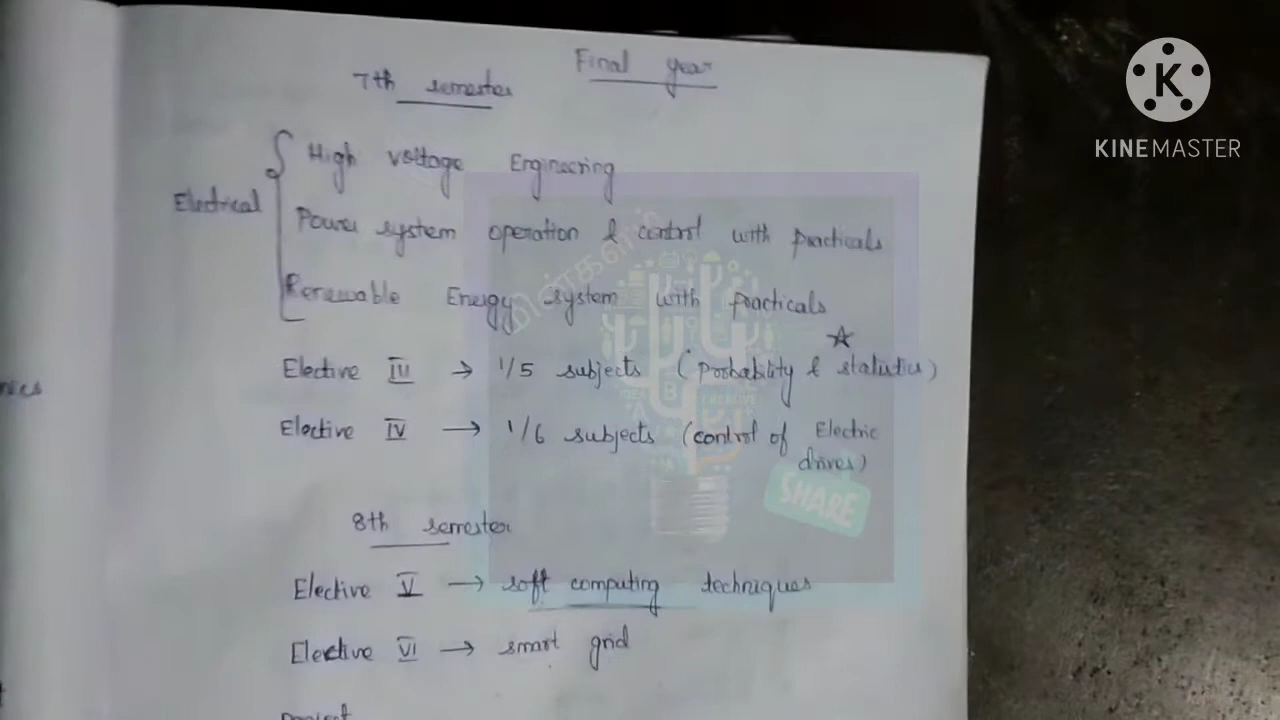 Final year
7th semester
High voltage Engineering
Electrical
Power system operation & control with practicals
Renewable Energy system with practicals
Elective III → 1/5 subjects (Probability & statistics)
Elective IV → 1/6 subjects (control of Electric drives)
8th semester
Elective V → soft computing techniques
Elective VI → smart grid
Project
K
KINEMASTER
SHARE